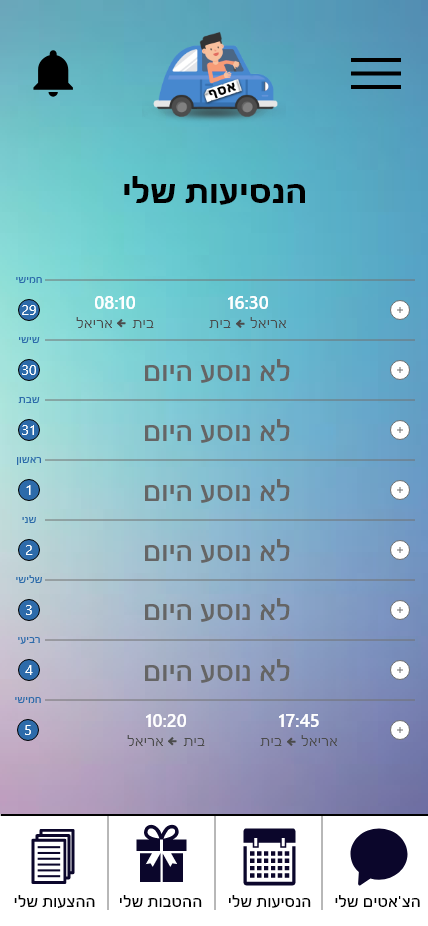 אסף
הנסיעות שלי
חמישי
29
16:30 08:10
אריאל ← בית בית ← אריאל
שישי
30 לא נוסע היום
שבת
31 לא נוסע היום
ראשון
1 לא נוסע היום
שני
2 לא נוסע היום
שלישי
3 לא נוסע היום
רביעי
4 לא נוסע היום
חמישי
5
17:45 10:20
אריאל ← בית בית ← אריאל
הצ'אטים שלי הנסיעות שלי ההטבות שלי ההצעות שלי